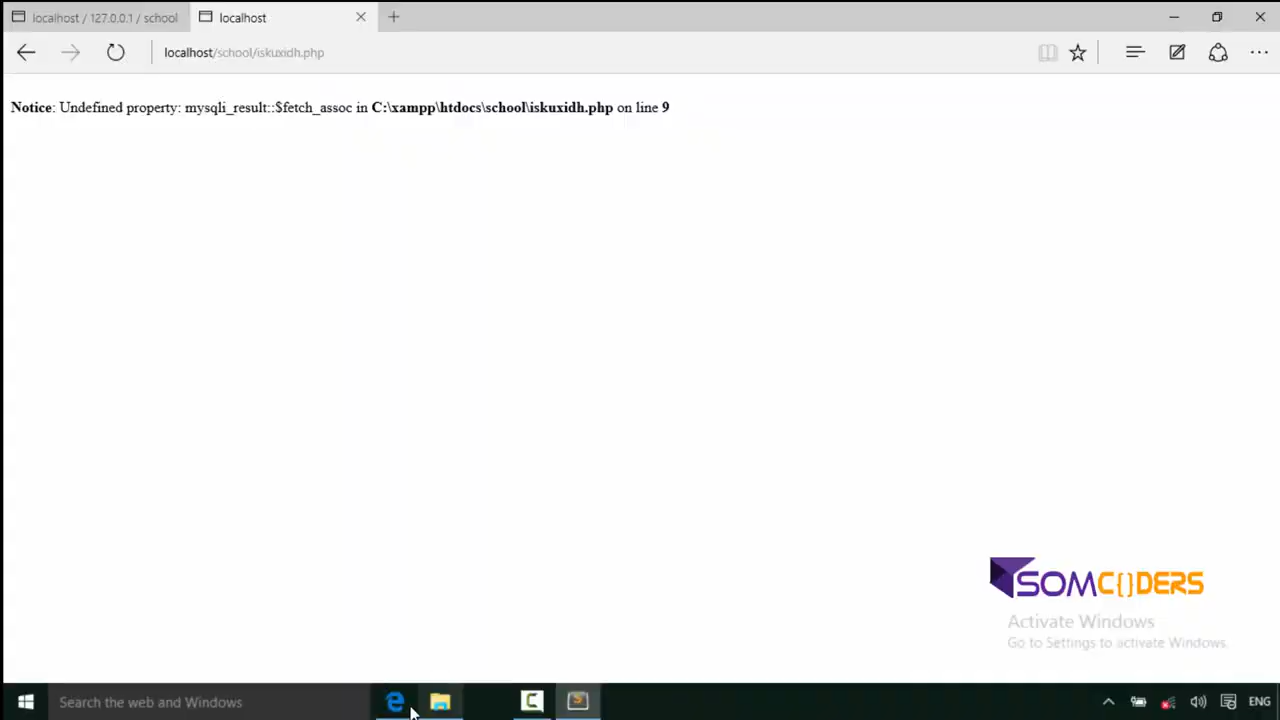 localhost / 127.0.0.1 / school
localhost
localhost/school/iskuxidh.php
Notice: Undefined property: mysqli_result::$fetch_assoc in C:\xampp\htdocs\school\iskuxidh.php on line 9
SOMC{}DERS
Activate Windows
Go to Settings to activate Windows.
Search the web and Windows
ENG